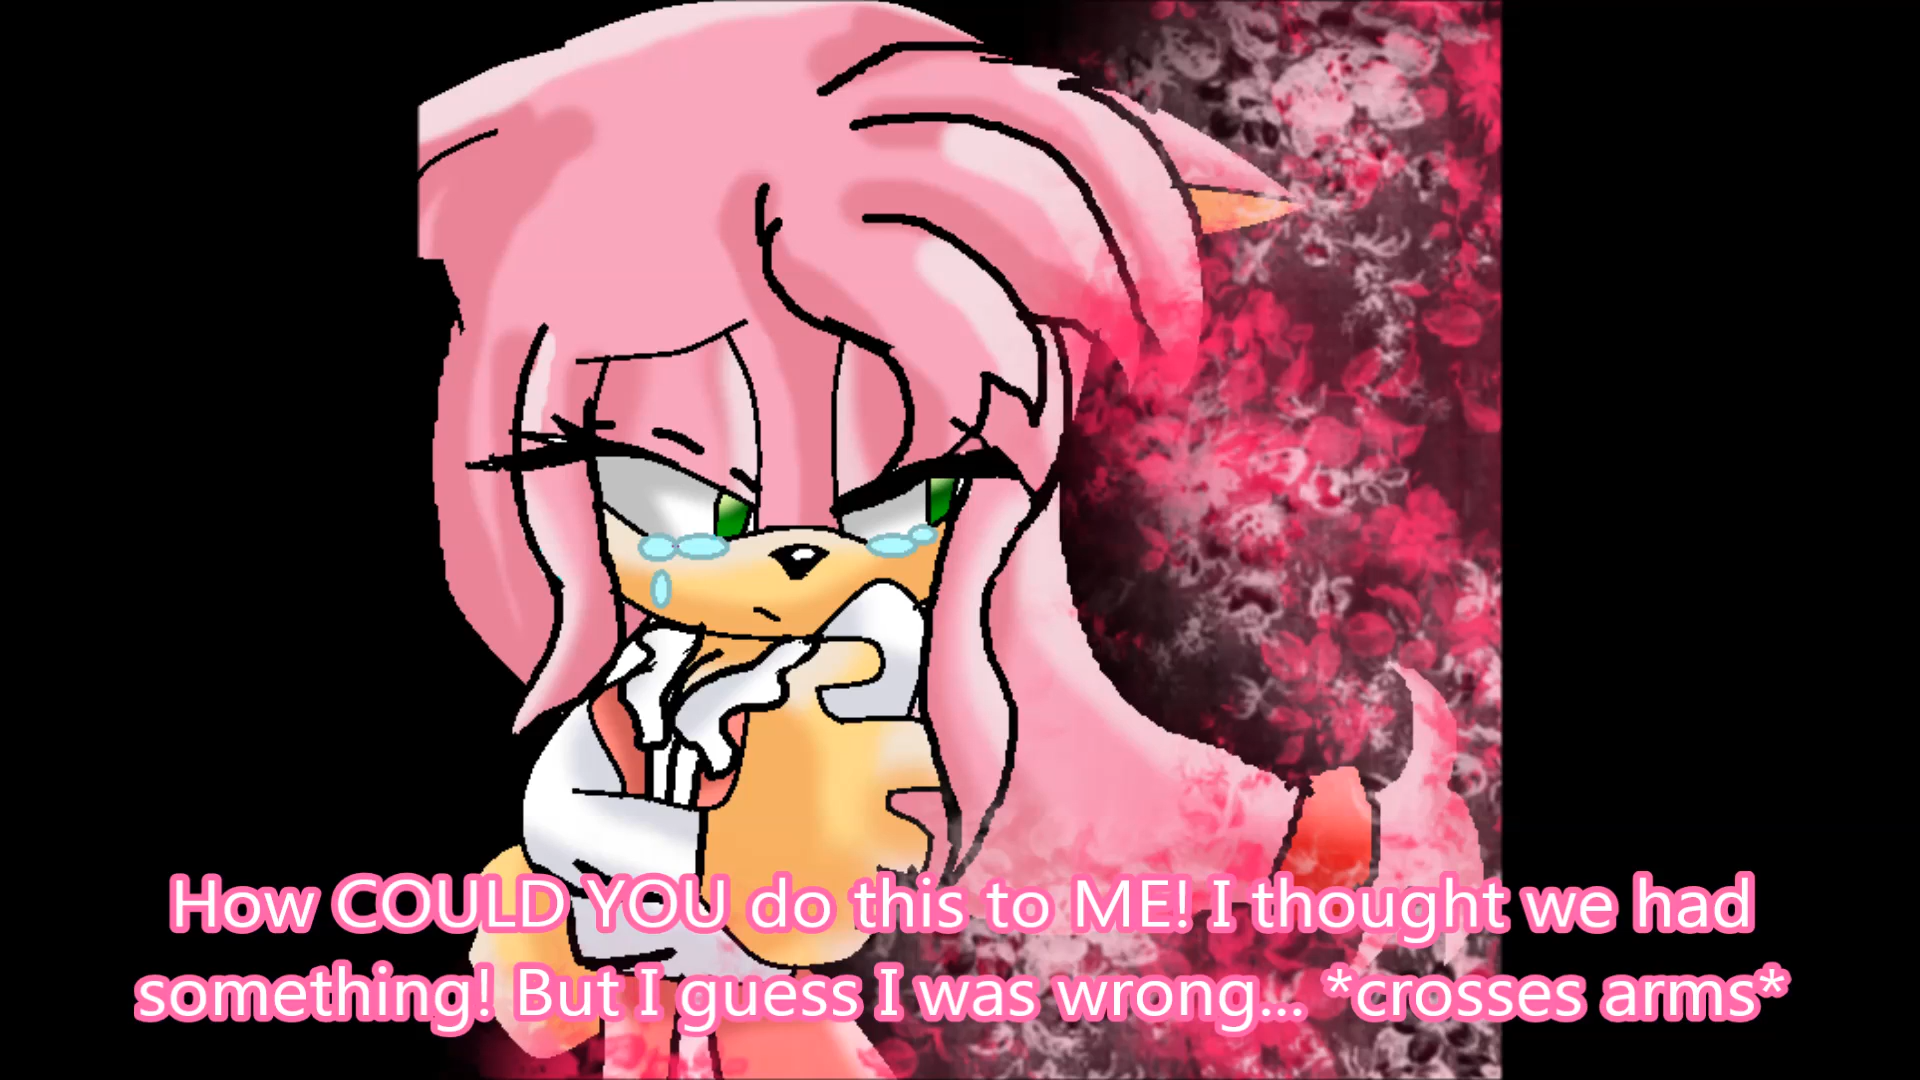 How COULD YOU do this to ME! I thought we had
something! But I guess I was wrong... *crosses arms*